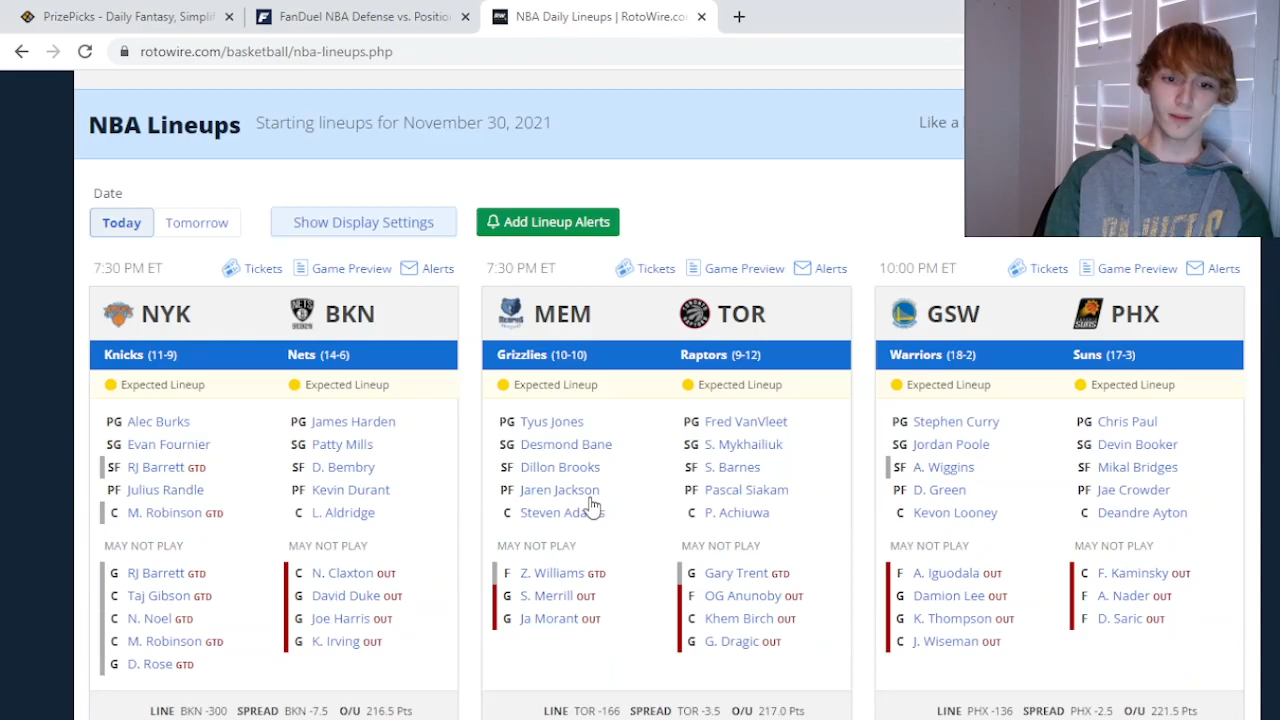 PrizePicks - Daily Fantasy, Simplif
FanDuel NBA Defense vs. Positio
NBA Daily Lineups | RotoWire.co
rotowire.com/basketball/nba-lineups.php
NBA Lineups Starting lineups for November 30, 2021
Like a
Date
Today Tomorrow Show Display Settings Add Lineup Alerts
7:30 PM ET Tickets Game Preview Alerts
NYK BKN
Knicks (11-9) Nets (14-6)
Expected Lineup Expected Lineup
PG Alec Burks PG James Harden
SG Evan Fournier SG Patty Mills
SF RJ Barrett GTD SF D. Bembry
PF Julius Randle PF Kevin Durant
C M. Robinson GTD C L. Aldridge
MAY NOT PLAY MAY NOT PLAY
G RJ Barrett GTD C N. Claxton OUT
C Taj Gibson GTD G David Duke OUT
C N. Noel GTD G Joe Harris OUT
C M. Robinson GTD G K. Irving OUT
G D. Rose GTD
LINE BKN -300 SPREAD BKN -7.5 O/U 216.5 Pts
7:30 PM ET Tickets Game Preview Alerts
MEM TOR
Grizzlies (10-10) Raptors (9-12)
Expected Lineup Expected Lineup
PG Tyus Jones PG Fred VanVleet
SG Desmond Bane SG S. Mykhailiuk
SF Dillon Brooks SF S. Barnes
PF Jaren Jackson PF Pascal Siakam
C Steven Adams C P. Achiuwa
MAY NOT PLAY MAY NOT PLAY
F Z. Williams GTD G Gary Trent GTD
G S. Merrill OUT F OG Anunoby OUT
G Ja Morant OUT C Khem Birch OUT
G G. Dragic OUT
LINE TOR -166 SPREAD TOR -3.5 O/U 217.0 Pts
10:00 PM ET Tickets Game Preview Alerts
GSW PHX
Warriors (18-2) Suns (17-3)
Expected Lineup Expected Lineup
PG Stephen Curry PG Chris Paul
SG Jordan Poole SG Devin Booker
SF A. Wiggins SF Mikal Bridges
PF D. Green PF Jae Crowder
C Kevon Looney C Deandre Ayton
MAY NOT PLAY MAY NOT PLAY
F A. Iguodala OUT C F. Kaminsky OUT
G Damion Lee OUT F A. Nader OUT
G K. Thompson OUT F D. Saric OUT
C J. Wiseman OUT
LINE PHX -136 SPREAD PHX -2.5 O/U 221.5 Pts